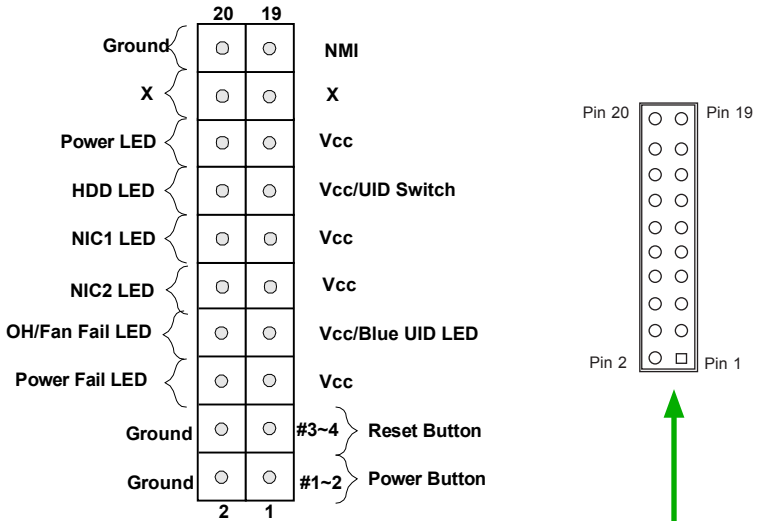 20 19
Ground NMI
X X
Power LED Vcc
HDD LED Vcc/UID Switch
NIC1 LED Vcc
NIC2 LED Vcc
OH/Fan Fail LED Vcc/Blue UID LED
Power Fail LED Vcc
Ground #3~4 Reset Button
Ground #1~2 Power Button
2 1
Pin 20 Pin 19
Pin 2 Pin 1